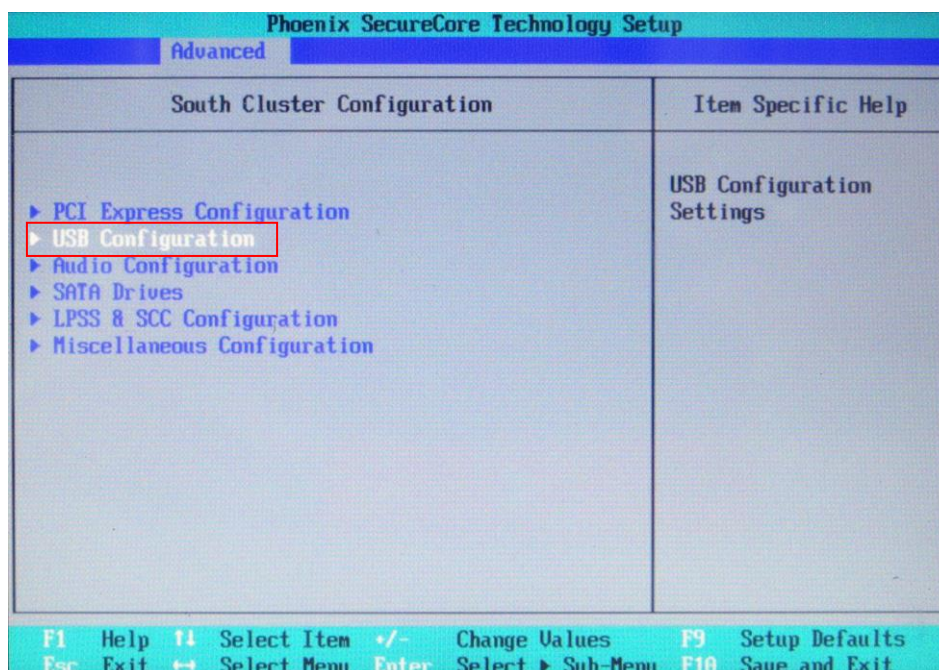 Phoenix SecureCore Technology Setup
Advanced
South Cluster Configuration
Item Specific Help
▶ PCI Express Configuration
▶ USB Configuration
▶ Audio Configuration
▶ SATA Drives
▶ LPSS & SCC Configuration
▶ Miscellaneous Configuration
USB Configuration
Settings
F1 Help ↑↓ Select Item +/- Change Values F9 Setup Defaults
Esc Exit ↔ Select Menu Enter Select ▶ Sub-Menu F10 Save and Exit